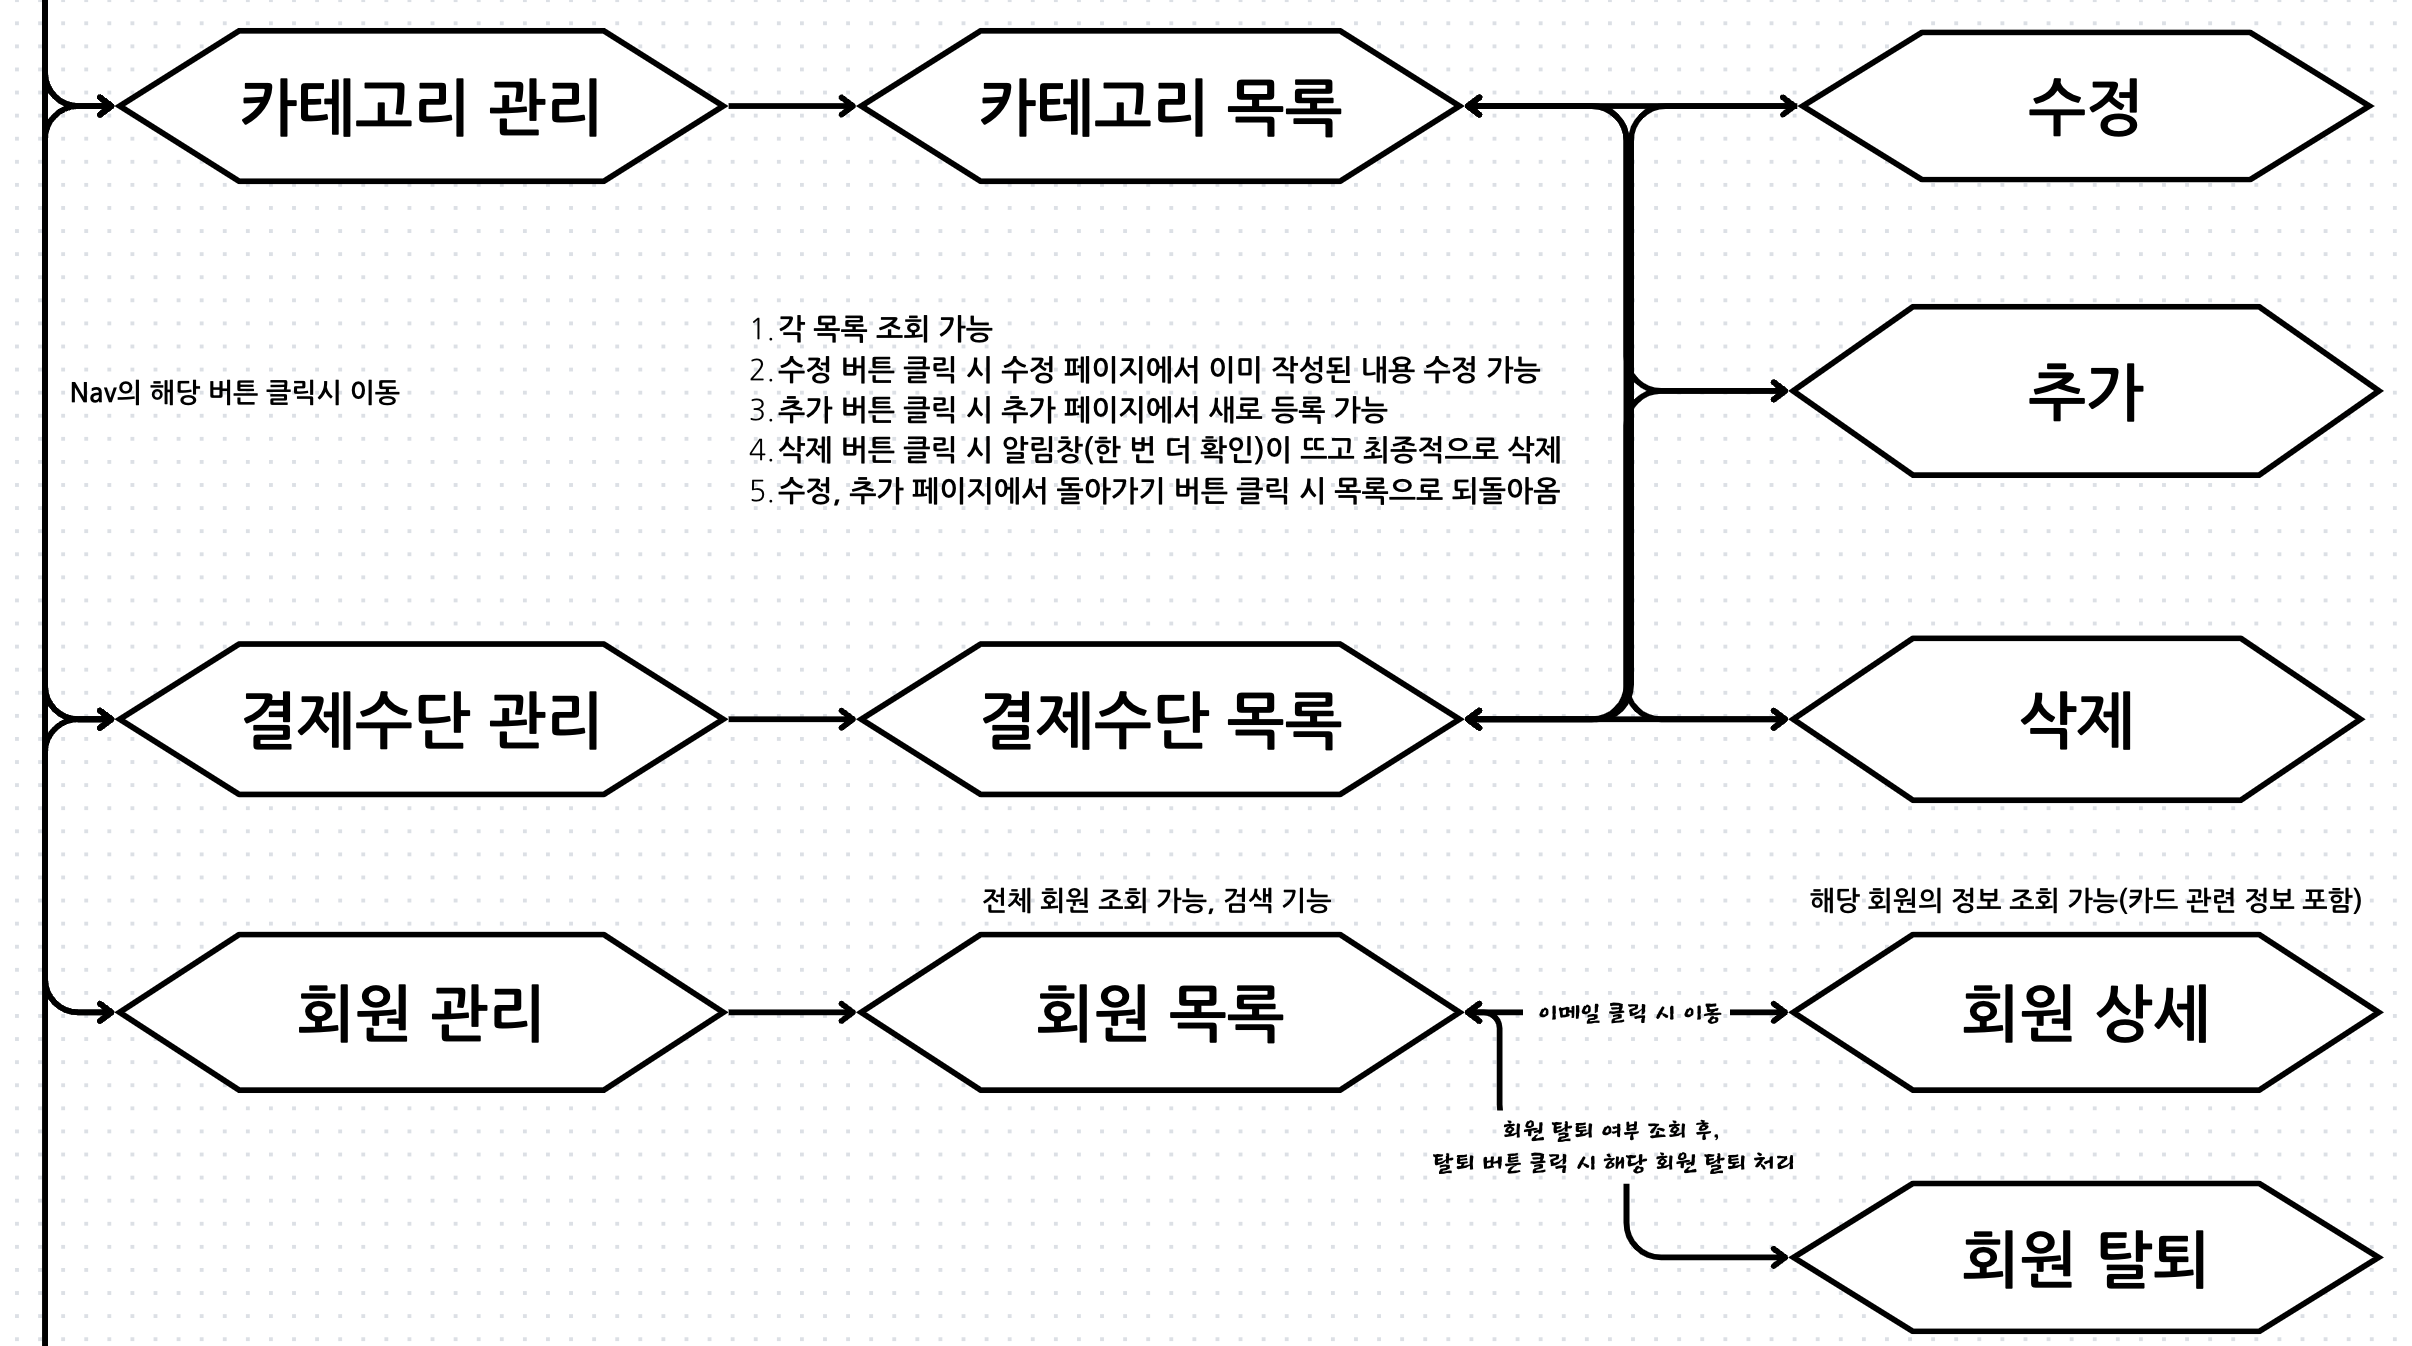 카테고리 관리
카테고리 목록
수정
1. 각 목록 조회 가능
2. 수정 버튼 클릭 시 수정 페이지에서 이미 작성된 내용 수정 가능
3. 추가 버튼 클릭 시 추가 페이지에서 새로 등록 가능
4. 삭제 버튼 클릭 시 알림창(한 번 더 확인)이 뜨고 최종적으로 삭제
5. 수정, 추가 페이지에서 돌아가기 버튼 클릭 시 목록으로 되돌아옴
Nav의 해당 버튼 클릭시 이동
추가
결제수단 관리
결제수단 목록
삭제
전체 회원 조회 가능, 검색 기능
해당 회원의 정보 조회 가능(카드 관련 정보 포함)
회원 관리
회원 목록
이메일 클릭 시 이동
회원 상세
회원 탈퇴 여부 조회 후,
탈퇴 버튼 클릭 시 해당 회원 탈퇴 처리
회원 탈퇴